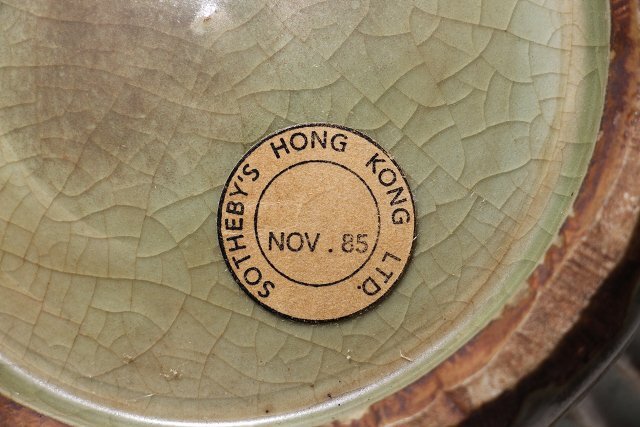 SOTHEBY'S HONG KONG LTD.
NOV. 85